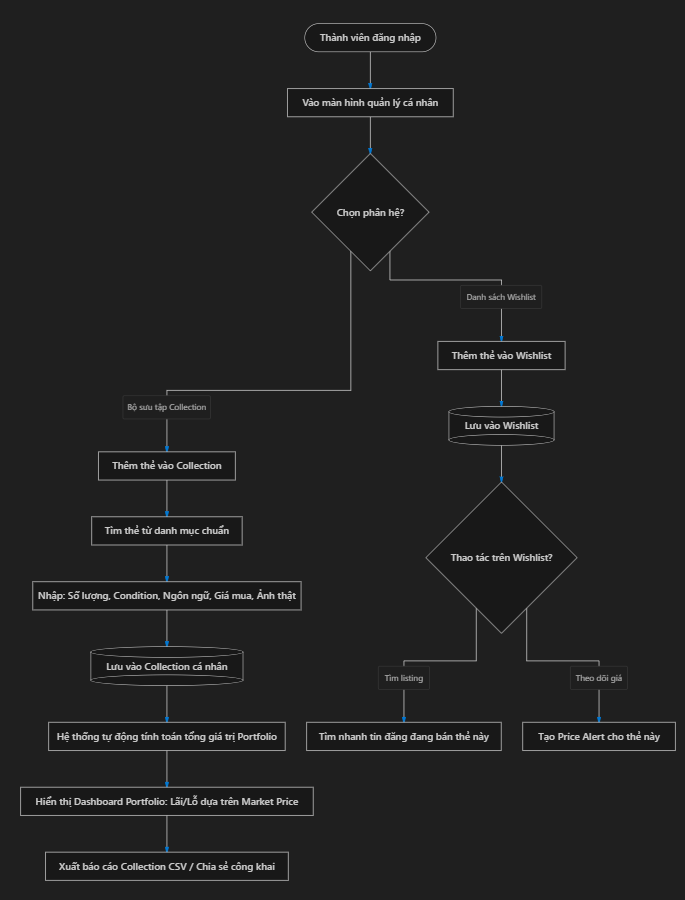 Thành viên đăng nhập
Vào màn hình quản lý cá nhân
Chọn phân hệ?
Danh sách Wishlist
Thêm thẻ vào Wishlist
Lưu vào Wishlist
Thao tác trên Wishlist?
Tìm listing
Theo dõi giá
Tìm nhanh tin đăng đang bán thẻ này
Tạo Price Alert cho thẻ này
Bộ sưu tập Collection
Thêm thẻ vào Collection
Tìm thẻ từ danh mục chuẩn
Nhập: Số lượng, Condition, Ngôn ngữ, Giá mua, Ảnh thật
Lưu vào Collection cá nhân
Hệ thống tự động tính toán tổng giá trị Portfolio
Hiển thị Dashboard Portfolio: Lãi/Lỗ dựa trên Market Price
Xuất báo cáo Collection CSV / Chia sẻ công khai